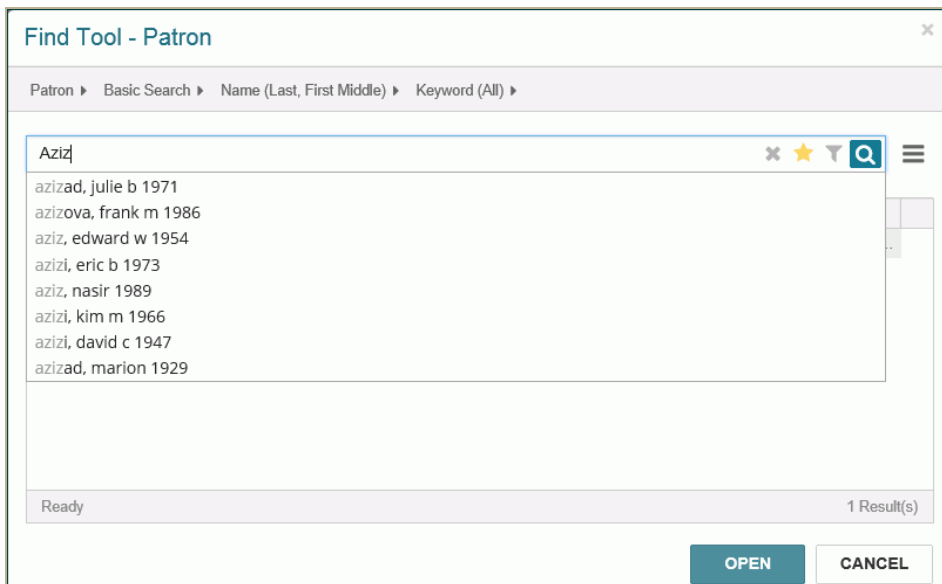 Find Tool - Patron
Patron Basic Search Name (Last, First Middle) Keyword (All)
Aziz
azizad, julie b 1971
azizova, frank m 1986
aziz, edward w 1954
azizi, eric b 1973
aziz, nasir 1989
azizi, kim m 1966
azizi, david c 1947
azizad, marion 1929
..
Ready 1 Result(s)
OPEN CANCEL